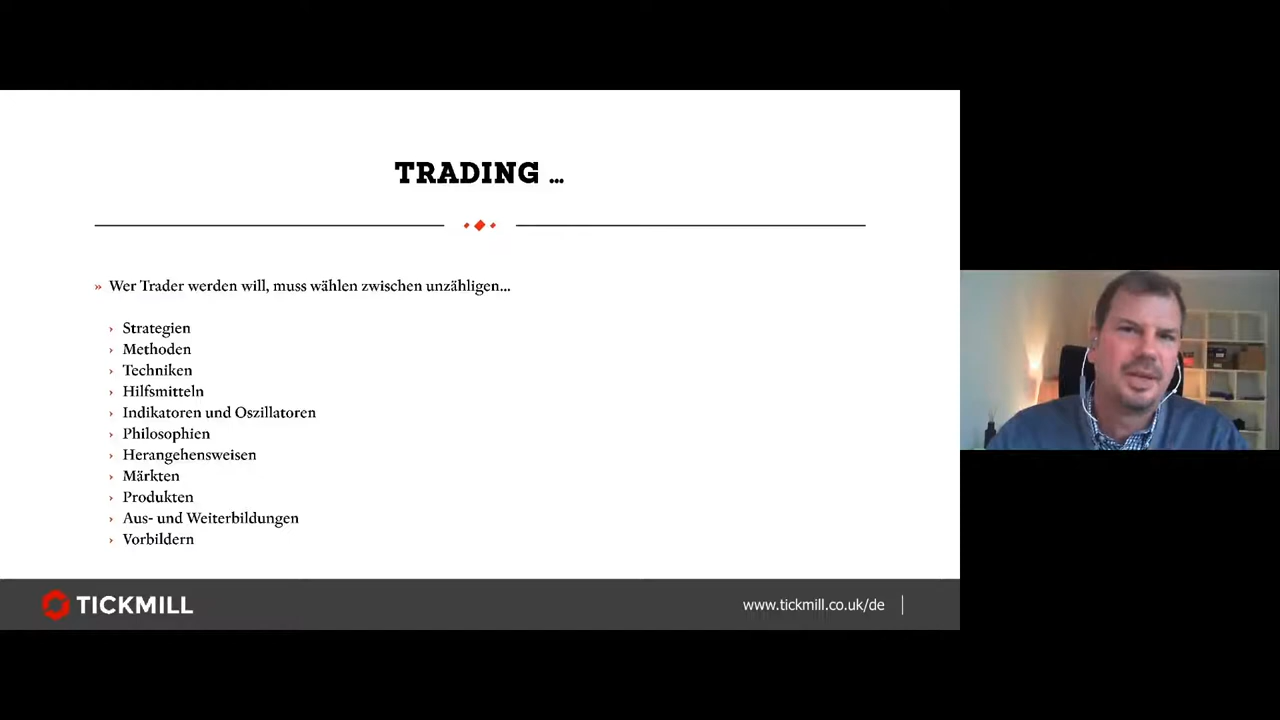 TRADING ...
» Wer Trader werden will, muss wählen zwischen unzähligen...
› Strategien
› Methoden
› Techniken
› Hilfsmitteln
› Indikatoren und Oszillatoren
› Philosophien
› Herangehensweisen
› Märkten
› Produkten
› Aus- und Weiterbildungen
› Vorbildern
TICKMILL
www.tickmill.co.uk/de